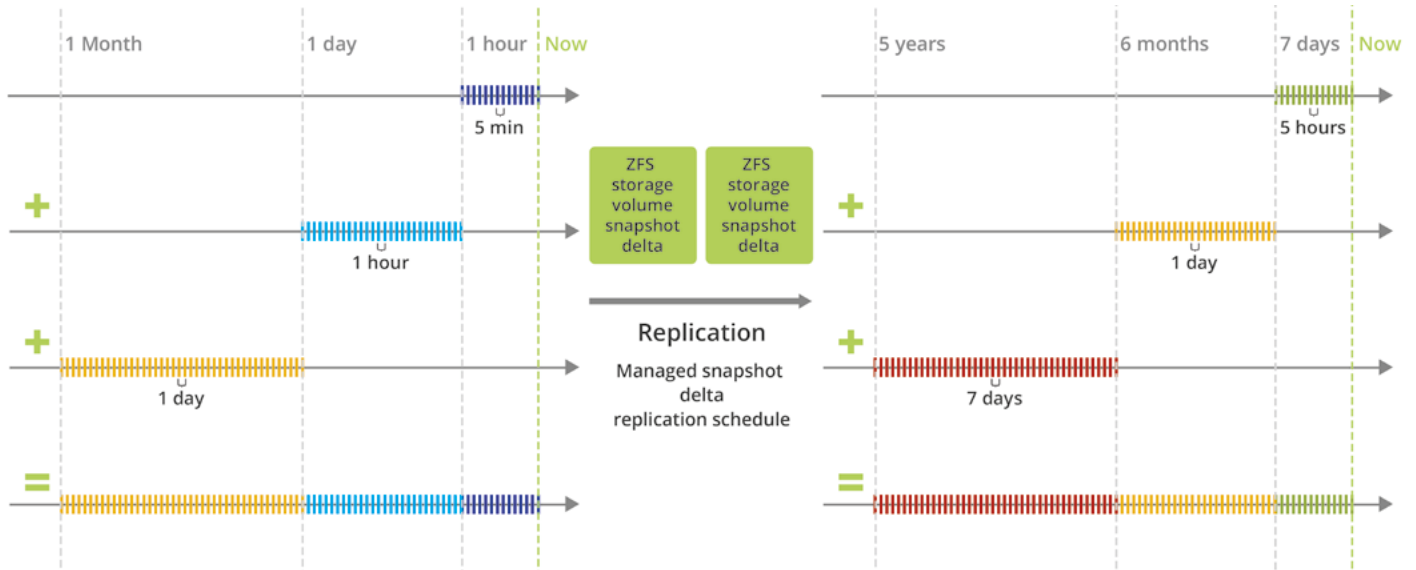 1 Month
1 day
1 hour
Now
5 min
+
1 hour
+
1 day
=
ZFS
storage
volume
snapshot
delta
ZFS
storage
volume
snapshot
delta
Replication
Managed snapshot
delta
replication schedule
5 years
6 months
7 days
Now
5 hours
+
1 day
+
7 days
=